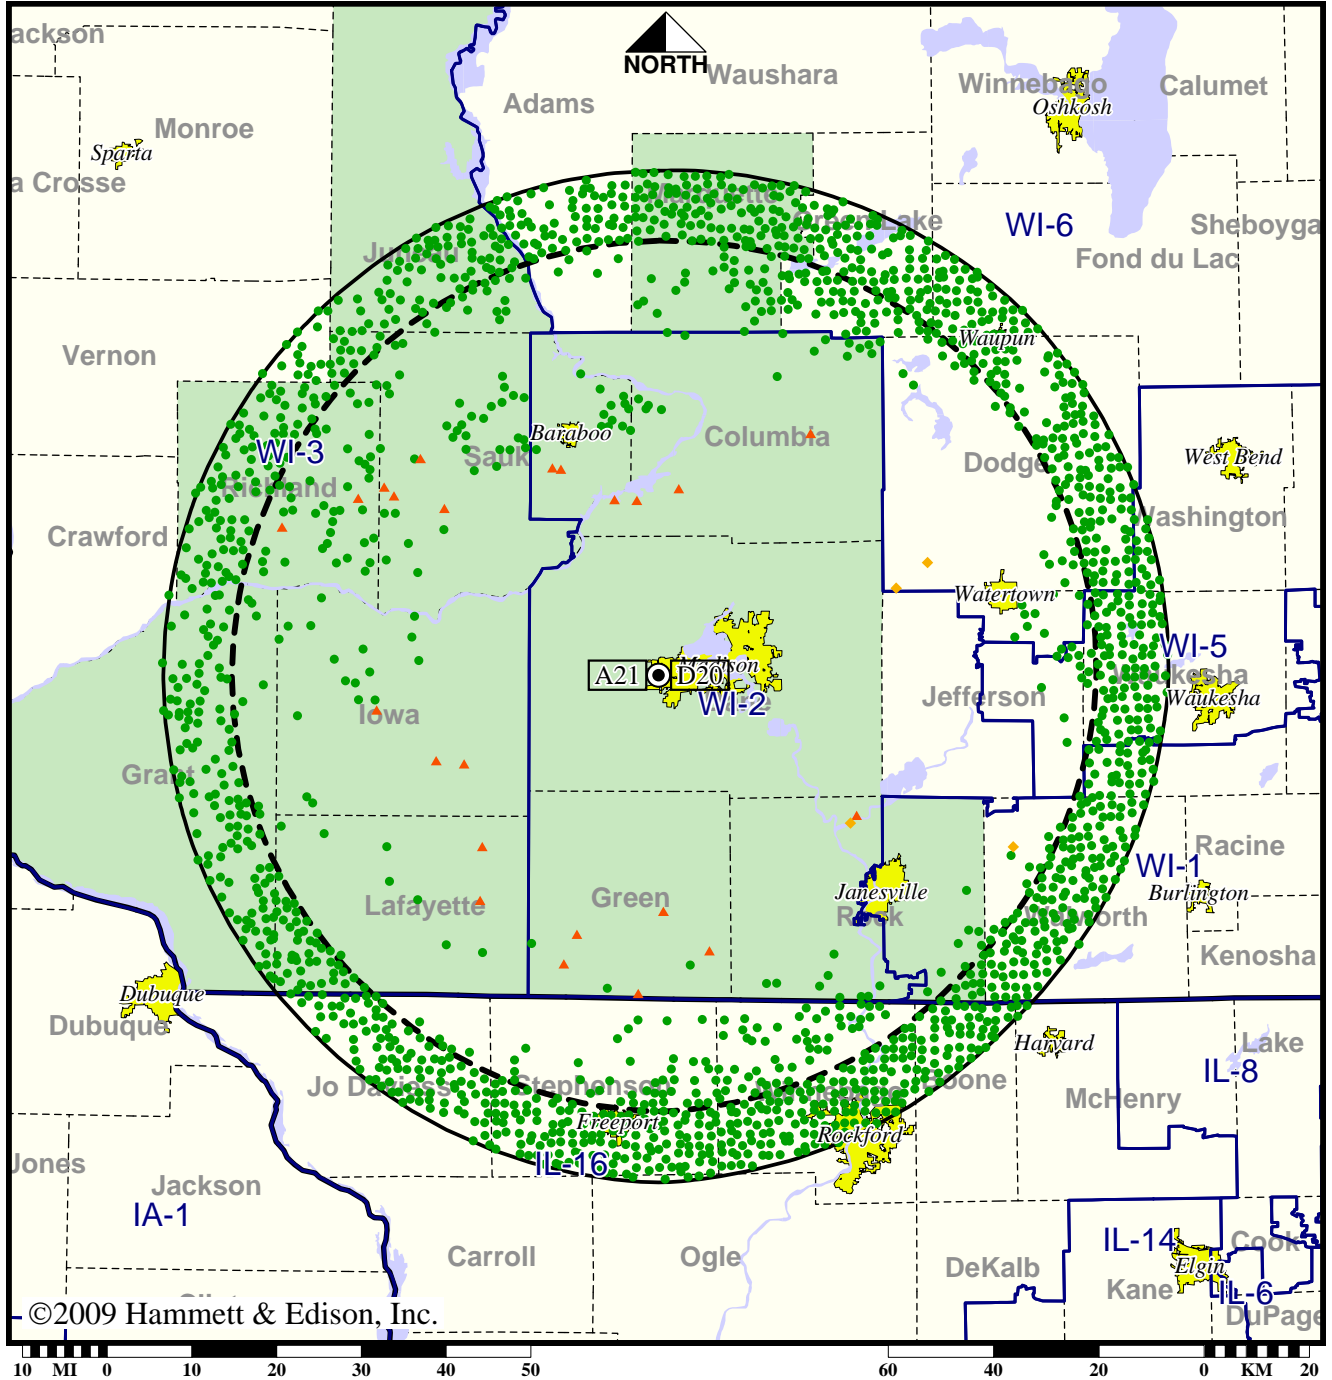 ackson
NORTH
Waushara
Winnebago
Calumet
Adams
Oshkosh
Monroe
Sparta
a Crosse
Marquette
Green Lake
WI-6
Sheboyga
Juneau
Fond du Lac
Waupun
Vernon
Baraboo
Columbia
WI-3
Sauk
Dodge
West Bend
Richland
Washington
Crawford
Watertown
WI-5
A21
D20
Madison
Waukesha
Waukesha
WI-2
Jefferson
Iowa
Grant
Racine
WI-1
Burlington
Janesville
Green
Lafayette
Rock
Walworth
Kenosha
Dubuque
Dubuque
Harvard
Lake
IL-8
Jo Daviess
Stephenson
Winnebago
Boone
McHenry
Freeport
Rockford
Jones
IL-16
Jackson
IA-1
Carroll
Ogle
IL-14
Cook
DeKalb
Elgin
Kane
IL-6
DuPage
©2009 Hammett & Edison, Inc.
10 MI 0 10 20 30 40 50 60 40 20 0 KM 20